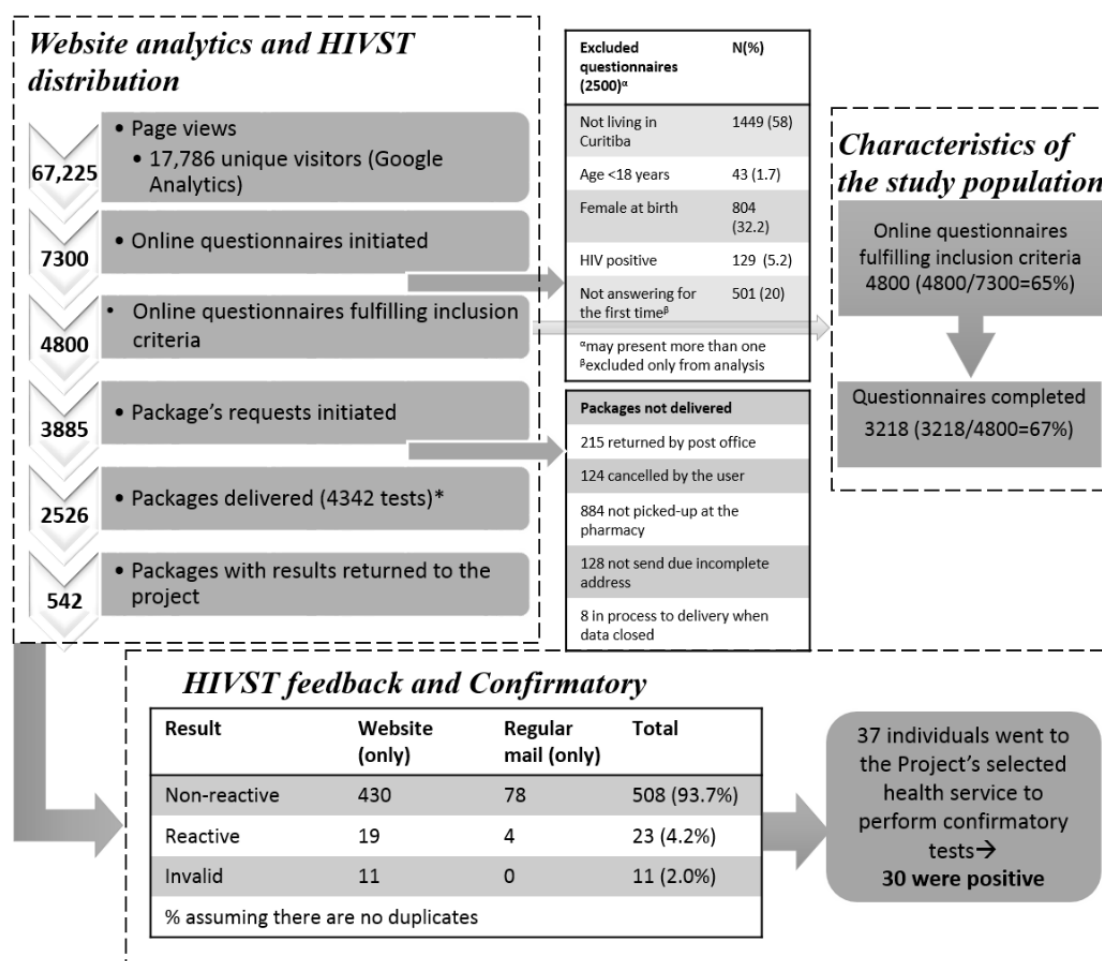 Website analytics and HIVST
distribution
67,225
• Page views
• 17,786 unique visitors (Google
Analytics)
7300
• Online questionnaires initiated
4800
• Online questionnaires fulfilling inclusion
criteria
3885
• Package's requests initiated
2526
• Packages delivered (4342 tests)*
542
• Packages with results returned to the
project
Excluded
questionnaires
(2500)ᵅ
N(%)
Not living in
Curitiba
1449 (58)
Age <18 years
43 (1.7)
Female at birth
804
(32.2)
HIV positive
129 (5.2)
Not answering for
the first timeᵝ
501 (20)
ᵅmay present more than one
ᵝexcluded only from analysis
Packages not delivered
215 returned by post office
124 cancelled by the user
884 not picked-up at the
pharmacy
128 not send due incomplete
address
8 in process to delivery when
data closed
Characteristics of
the study population
Online questionnaires
fulfilling inclusion criteria
4800 (4800/7300=65%)
Questionnaires completed
3218 (3218/4800=67%)
HIVST feedback and Confirmatory
Result
Website
(only)
Regular
mail (only)
Total
Non-reactive 430 78 508 (93.7%)
Reactive 19 4 23 (4.2%)
Invalid 11 0 11 (2.0%)
% assuming there are no duplicates
37 individuals went to
the Project's selected
health service to
perform confirmatory
tests→
30 were positive